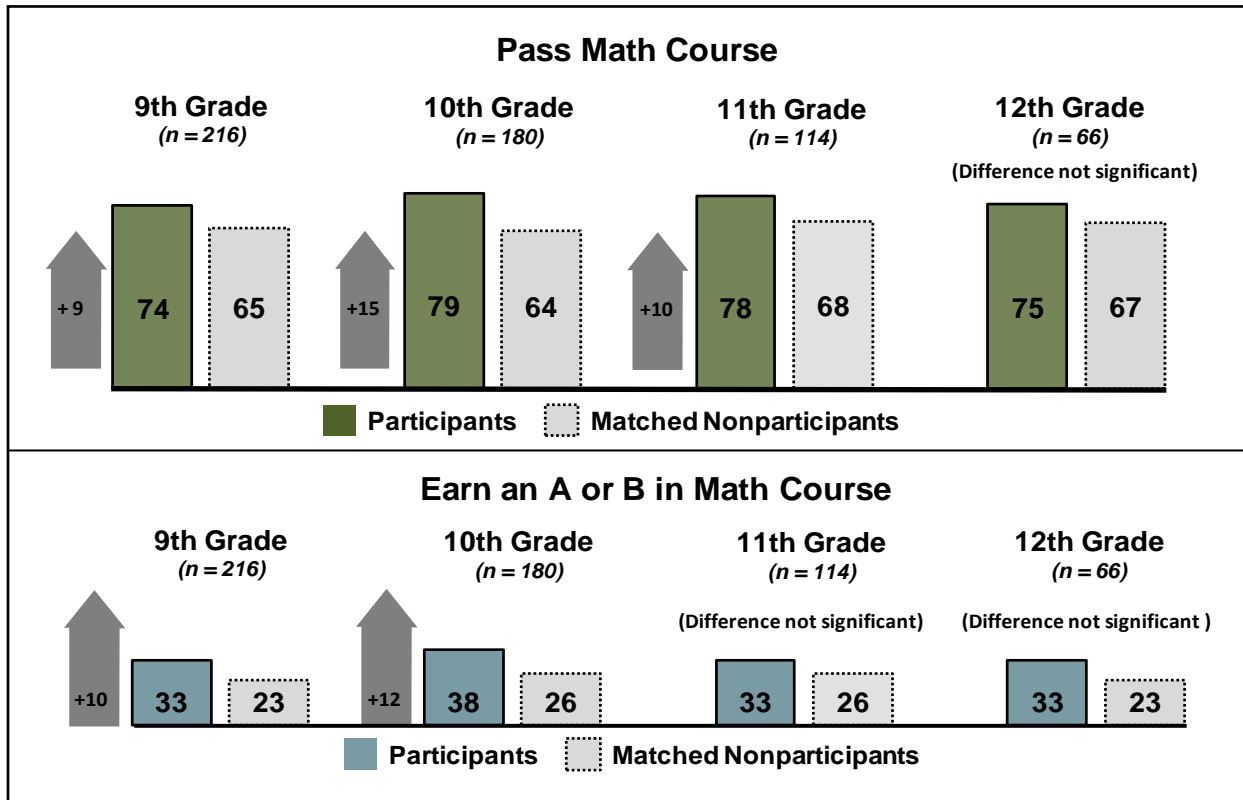 Pass Math Course
9th Grade
(n = 216)
10th Grade
(n = 180)
11th Grade
(n = 114)
12th Grade
(n = 66)
(Difference not significant)
+ 9
74
65
+15
79
64
+10
78
68
75
67
Participants
Matched Nonparticipants
Earn an A or B in Math Course
9th Grade
(n = 216)
10th Grade
(n = 180)
11th Grade
(n = 114)
(Difference not significant)
12th Grade
(n = 66)
(Difference not significant )
+10
33
23
+12
38
26
33
26
33
23
Participants
Matched Nonparticipants